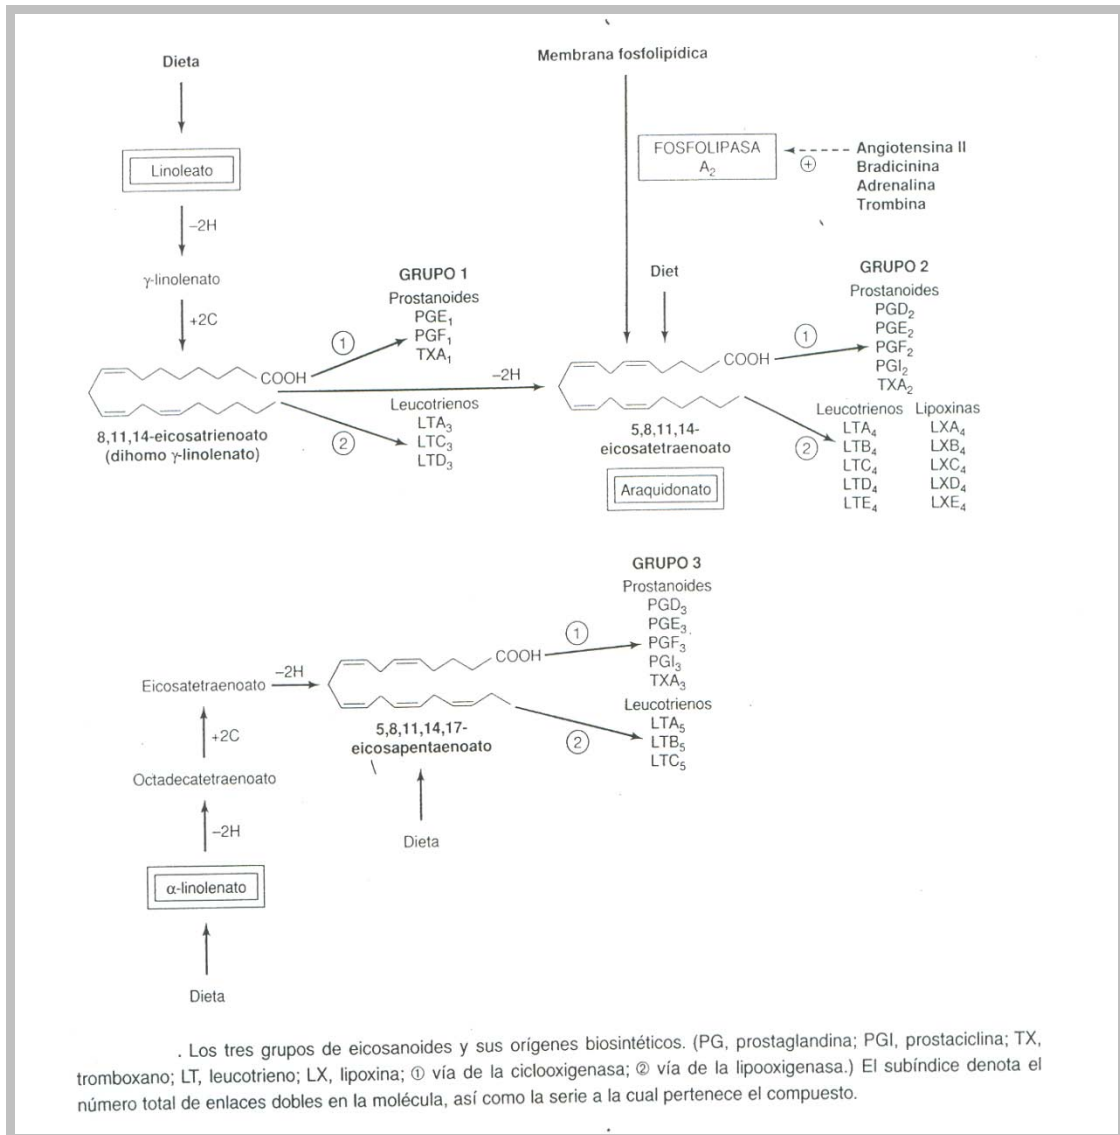 Dieta
Linoleato
–2H
γ-linolenato
+2C
COOH
8,11,14-eicosatrienoato
(dihomo γ-linolenato)
GRUPO 1
Prostanoides
PGE₁
PGF₁
TXA₁
①
Leucotrienos
LTA₃
LTC₃
LTD₃
②
–2H
Membrana fosfolipídica
FOSFOLIPASA
A₂
+
Angiotensina II
Bradicinina
Adrenalina
Trombina
Diet
COOH
5,8,11,14-
eicosatetraenoato
Araquidonato
GRUPO 2
Prostanoides
PGD₂
PGE₂
PGF₂
PGI₂
TXA₂
①
Leucotrienos Lipoxinas
LTA₄ LXA₄
LTB₄ LXB₄
LTC₄ LXC₄
LTD₄ LXD₄
LTE₄ LXE₄
②
GRUPO 3
Prostanoides
PGD₃
PGE₃
PGF₃
PGI₃
TXA₃
①
Leucotrienos
LTA₅
LTB₅
LTC₅
②
COOH
5,8,11,14,17-
eicosapentaenoato
Dieta
Eicosatetraenoato
–2H
+2C
Octadecatetraenoato
–2H
α-linolenato
Dieta
. Los tres grupos de eicosanoides y sus orígenes biosintéticos. (PG, prostaglandina; PGI, prostaciclina; TX,
tromboxano; LT, leucotrieno; LX, lipoxina; ① vía de la ciclooxigenasa; ② vía de la lipooxigenasa.) El subíndice denota el
número total de enlaces dobles en la molécula, así como la serie a la cual pertenece el compuesto.